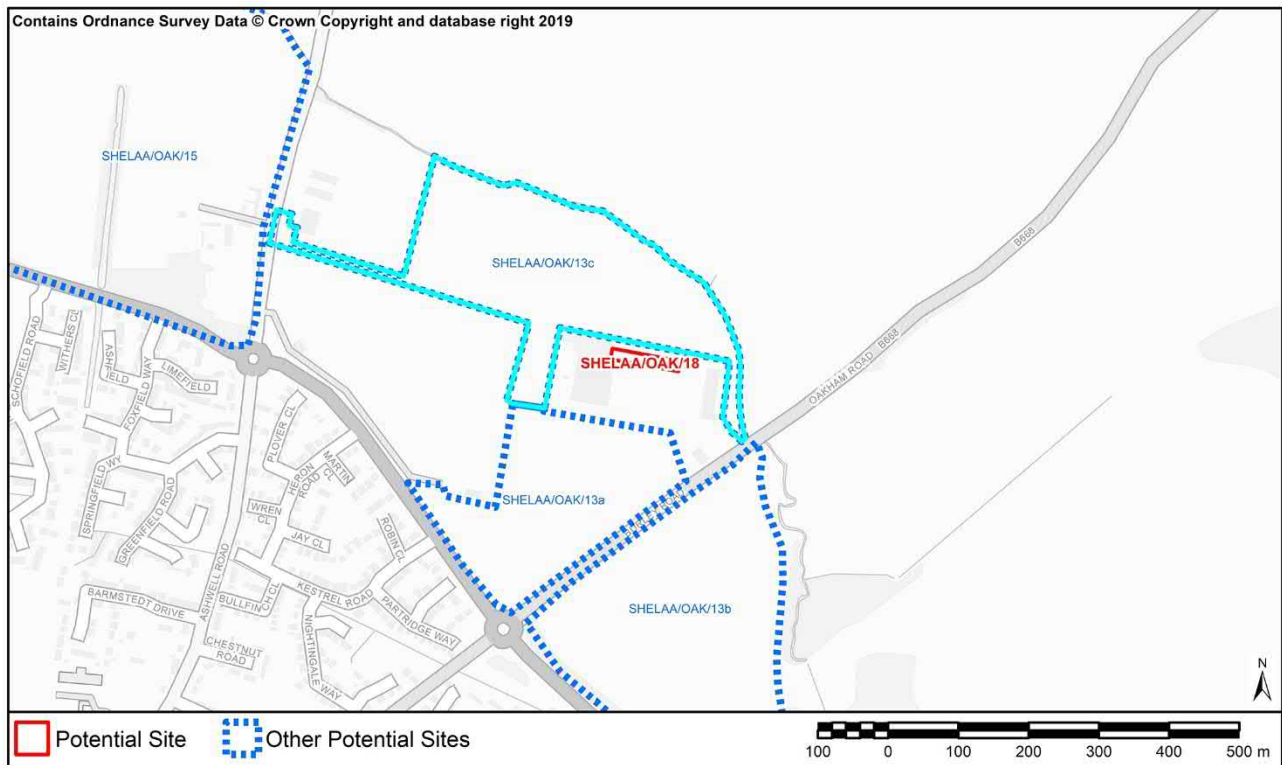 Contains Ordnance Survey Data © Crown Copyright and database right 2019
SHELAA/OAK/15
SHELAA/OAK/13c
SHELAA/OAK/18
SHELAA/OAK/13a
SHELAA/OAK/13b
B668
OAKHAM ROAD
B668
SCHOFIELD ROAD
WITHERS CL
FOXFIELD WAY
LIMEFIELD
SPRINGFIELD WY
GREENFIELD ROAD
ASHWELL ROAD
PLOVER CL
HERON
ROAD
MARTIN
CL
WREN
CL
JAY CL
ROBIN CL
BARMSTEDT DRIVE
BULLFINCH CL
KESTREL ROAD
PARTRIDGE WAY
NIGHTINGALE
WAY
CHESTNUT
ROAD
N
Potential Site
Other Potential Sites
100 0 100 200 300 400 500 m